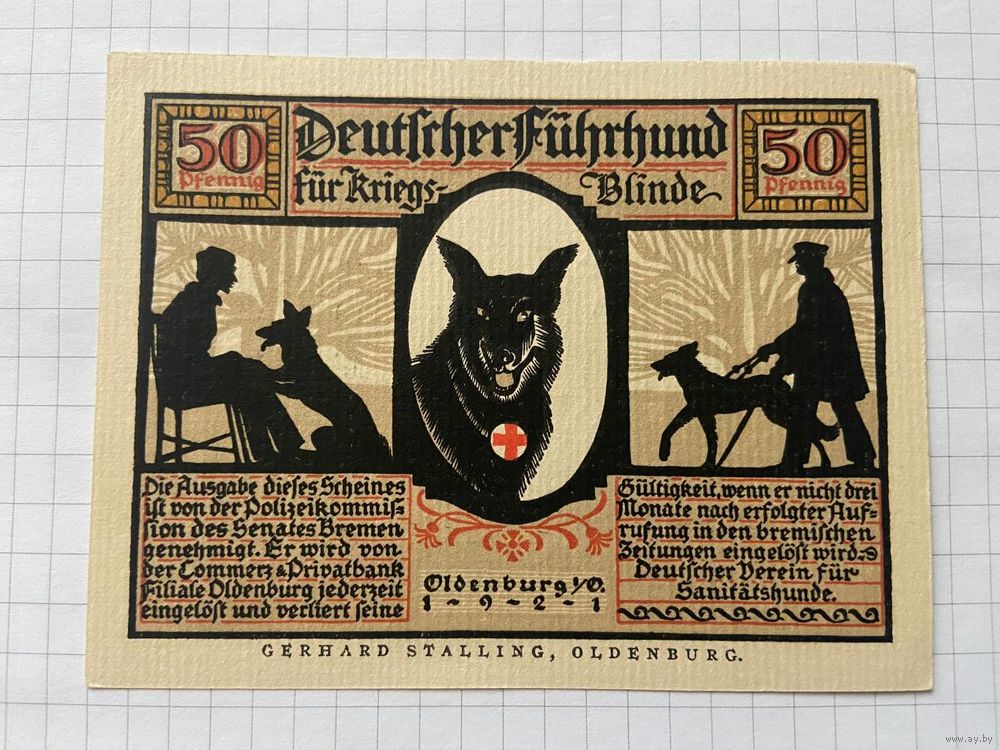 50
Pfennig
Deutscher Führhund
für Kriegs-Blinde
50
Pfennig
Die Ausgabe dieses Scheines
ist von der Polizeikommis-
sion des Senates Bremen
genehmigt. Er wird von
der Commerz & Privatbank
Filiale Oldenburg jederzeit
eingelöst und verliert seine
Gültigkeit, wenn er nicht drei
Monate nach erfolgter Auf-
rufung in den bremischen
Zeitungen eingelöst wird.
Deutscher Verein für
Sanitätshunde.
Oldenburg i/O.
1-9-2-1
GERHARD STALLING, OLDENBURG.
www.ay.by